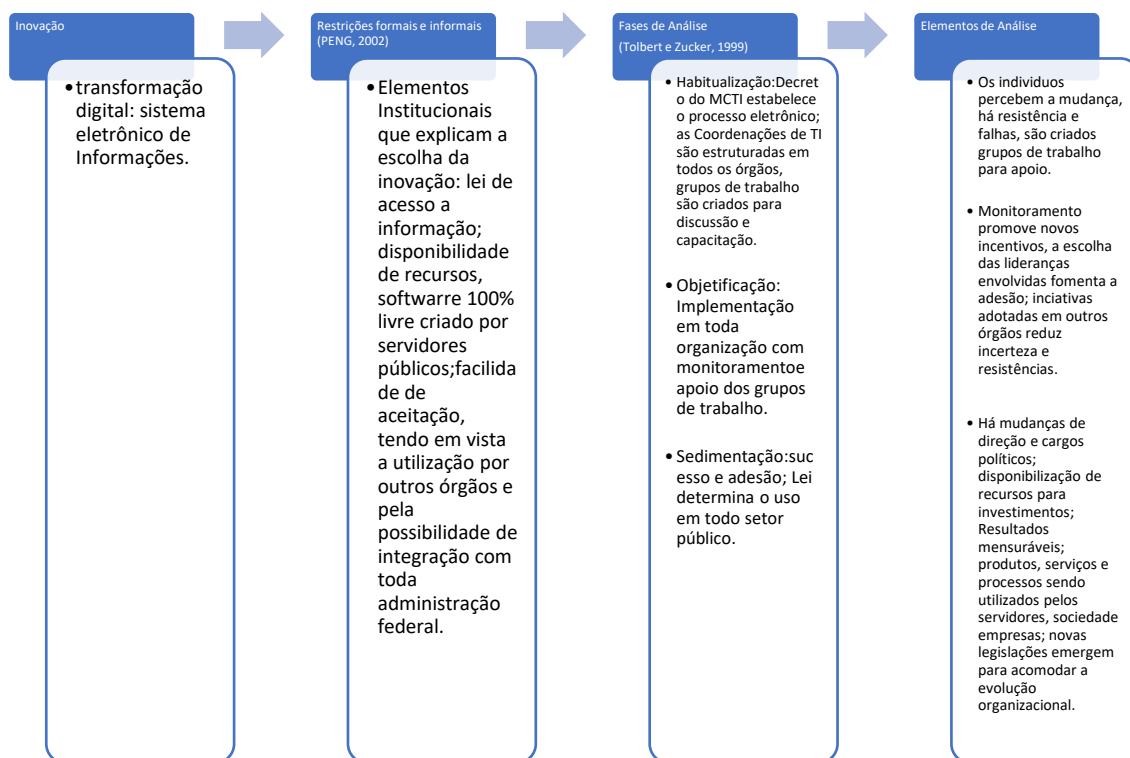 Inovação
•transformação
digital: sistema
eletrônico de
Informações.
Restrições formais e informais
(PENG, 2002)
•Elementos
Institucionais
que explicam a
escolha da
inovação: lei de
acesso a
informação;
disponibilidade
de recursos,
softwarre 100%
livre criado por
servidores
públicos;facilida
de de
aceitação,
tendo em vista
a utilização por
outros órgãos e
pela
possibilidade de
integração com
toda
administração
federal.
Fases de Análise
(Tolbert e Zucker, 1999)
• Habitualização:Decret
o do MCTI estabelece
o processo eletrônico;
as Coordenações de TI
são estruturadas em
todos os órgãos,
grupos de trabalho
são criados para
discussão e
capacitação.
• Objetificação:
Implementação
em toda
organização com
monitoramentoe
apoio dos grupos
de trabalho.
• Sedimentação:suc
esso e adesão; Lei
determina o uso
em todo setor
público.
Elementos de Análise
• Os individuos
percebem a mudança,
há resistência e
falhas, são criados
grupos de trabalho
para apoio.
• Monitoramento
promove novos
incentivos, a escolha
das lideranças
envolvidas fomenta a
adesão; inciativas
adotadas em outros
órgãos reduz
incerteza e
resistências.
• Há mudanças de
direção e cargos
políticos;
disponibilização de
recursos para
investimentos;
Resultados
mensuráveis;
produtos, serviços e
processos sendo
utilizados pelos
servidores, sociedade
empresas; novas
legislações emergem
para acomodar a
evolução
organizacional.